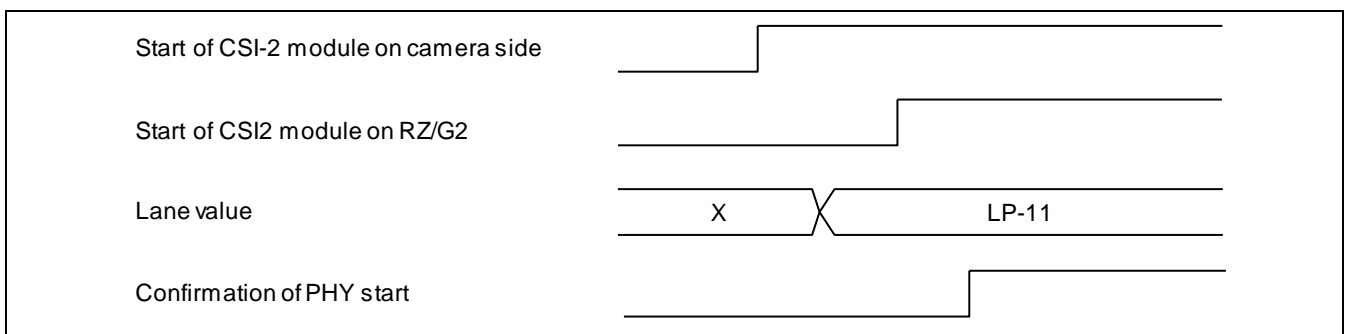 Start of CSI-2 module on camera side
Start of CSI2 module on RZ/G2
Lane value
X
LP-11
Confirmation of PHY start